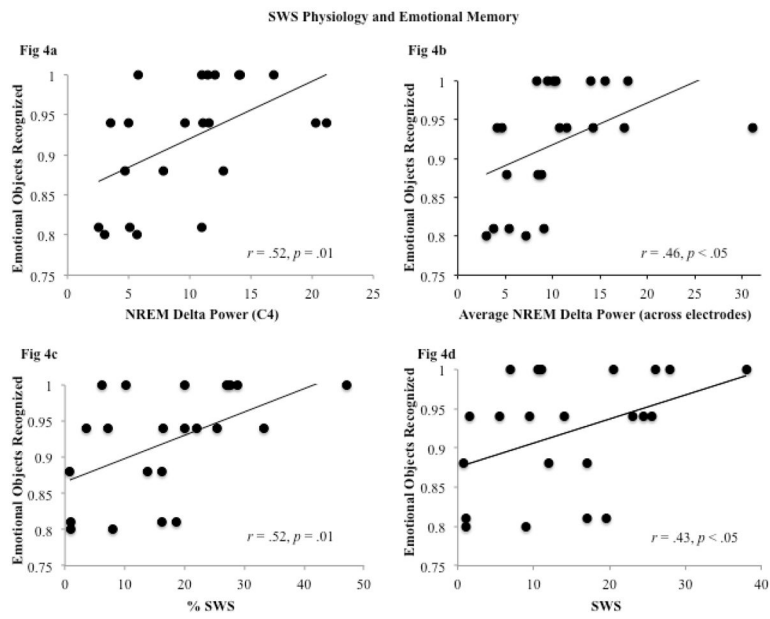 SWS Physiology and Emotional Memory
Fig 4a
Emotional Objects Recognized
1
0.95
0.9
0.85
0.8
0.75
0
5
10
15
20
25
r = .52, p = .01
NREM Delta Power (C4)
Fig 4b
Emotional Objects Recognized
1
0.95
0.9
0.85
0.8
0.75
0
5
10
15
20
25
30
r = .46, p < .05
Average NREM Delta Power (across electrodes)
Fig 4c
Emotional Objects Recognized
1
0.95
0.9
0.85
0.8
0.75
0
10
20
30
40
50
r = .52, p = .01
% SWS
Fig 4d
Emotional Objects Recognized
1
0.95
0.9
0.85
0.8
0.75
0
10
20
30
40
r = .43, p < .05
SWS